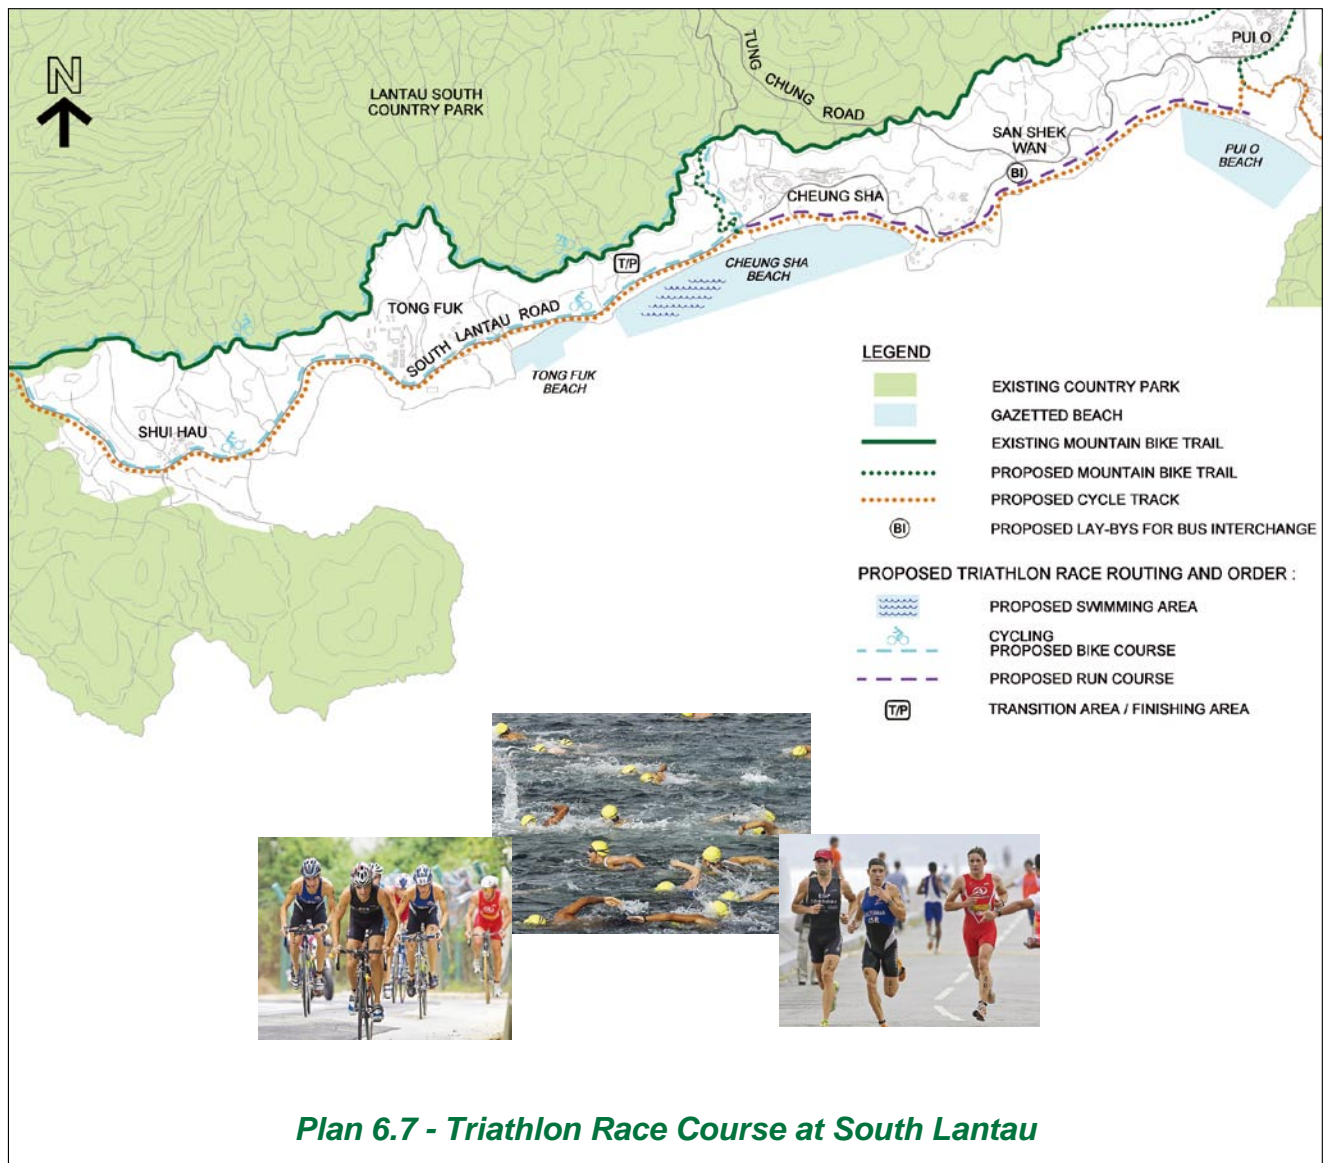 N
LANTAU SOUTH
COUNTRY PARK
TUNG CHUNG ROAD
PUI O
SAN SHEK
WAN
BI
PUI O
BEACH
CHEUNG SHA
T/P
CHEUNG SHA
BEACH
TONG FUK
SOUTH LANTAU ROAD
TONG FUK
BEACH
SHUI HAU
LEGEND
EXISTING COUNTRY PARK
GAZETTED BEACH
EXISTING MOUNTAIN BIKE TRAIL
PROPOSED MOUNTAIN BIKE TRAIL
PROPOSED CYCLE TRACK
BI PROPOSED LAY-BYS FOR BUS INTERCHANGE
PROPOSED TRIATHLON RACE ROUTING AND ORDER :
PROPOSED SWIMMING AREA
CYCLING
PROPOSED BIKE COURSE
PROPOSED RUN COURSE
T/P TRANSITION AREA / FINISHING AREA
Plan 6.7 - Triathlon Race Course at South Lantau